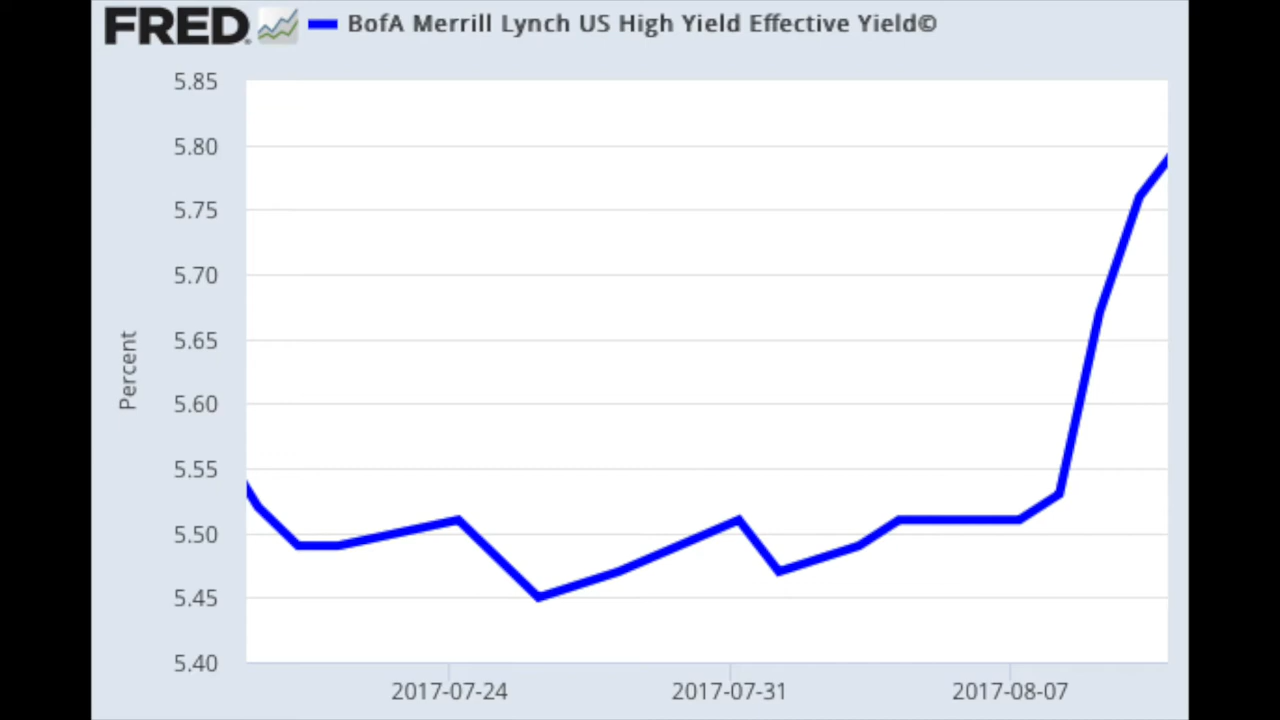 FRED
BofA Merrill Lynch US High Yield Effective Yield©
5.85
5.80
5.75
5.70
5.65
5.60
5.55
5.50
5.45
5.40
Percent
2017-07-24 2017-07-31 2017-08-07